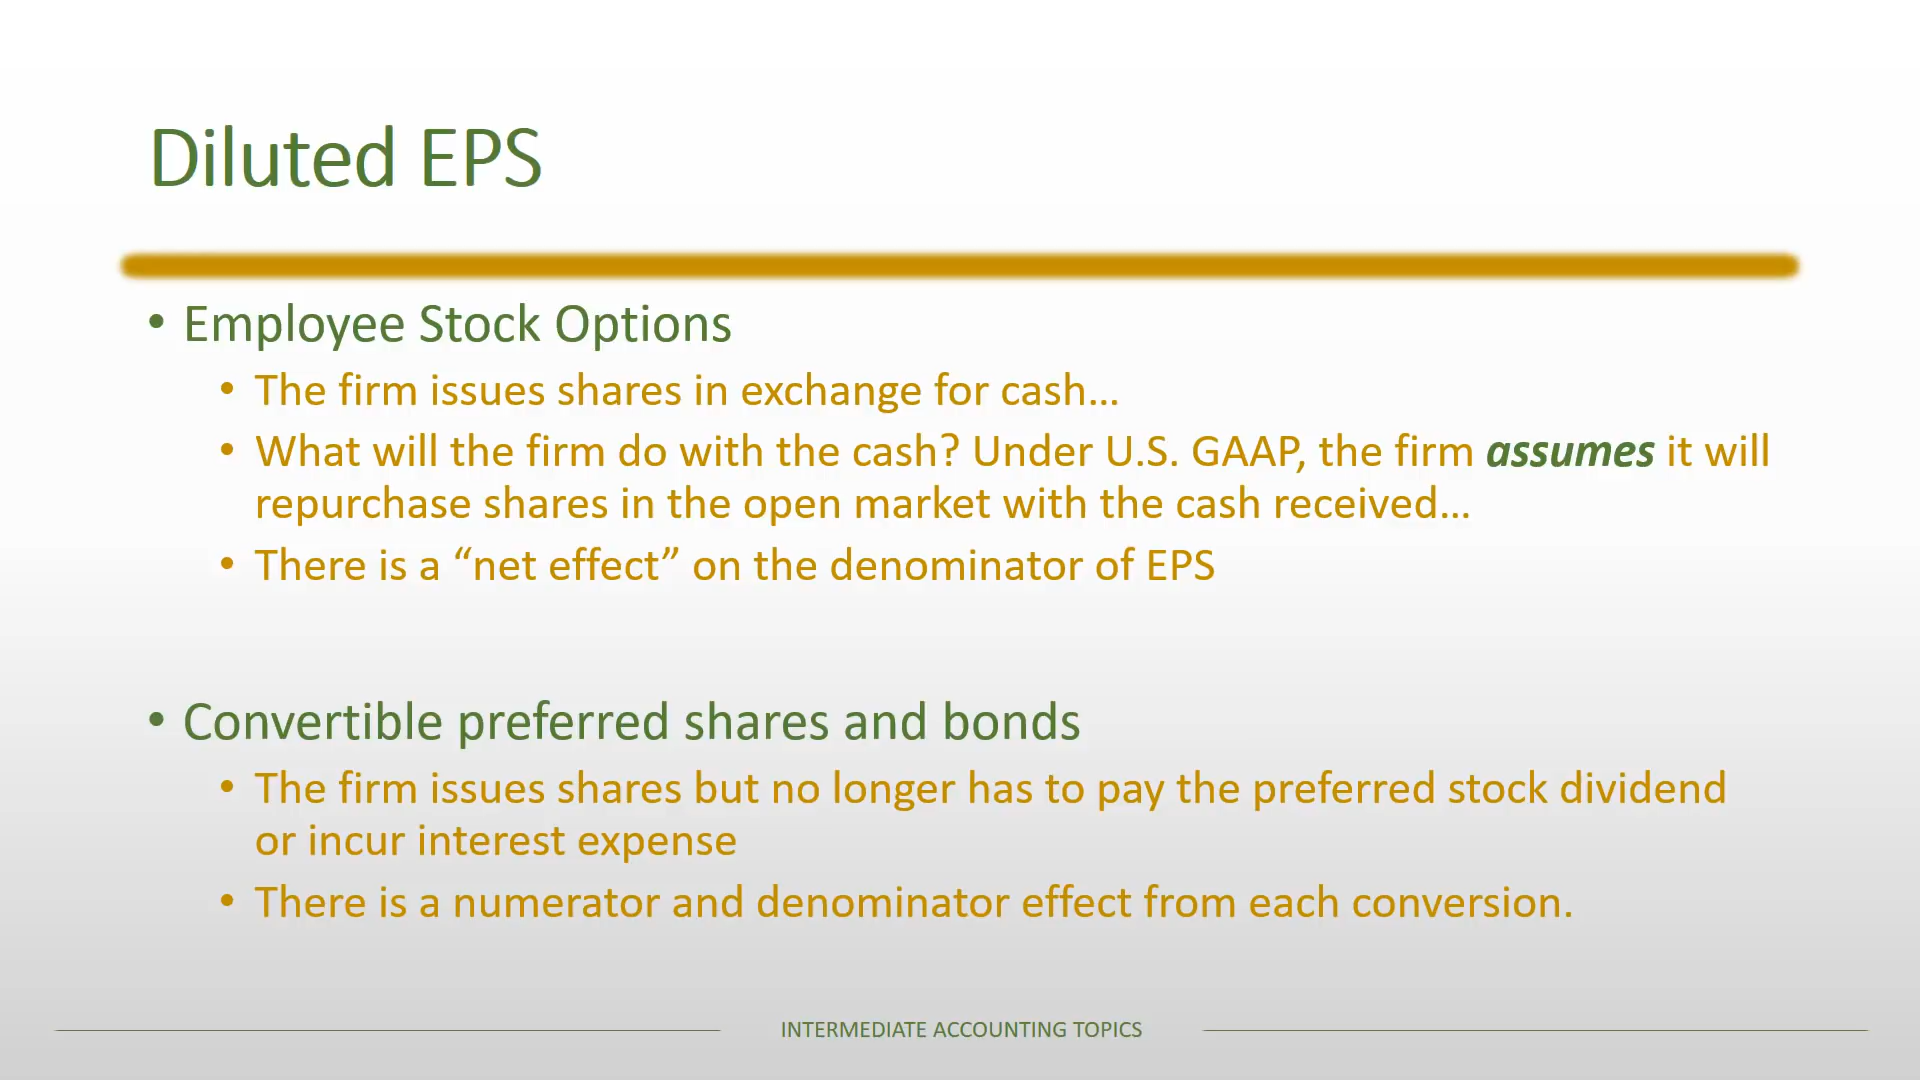 Diluted EPS
• Employee Stock Options
• The firm issues shares in exchange for cash…
• What will the firm do with the cash? Under U.S. GAAP, the firm assumes it will
repurchase shares in the open market with the cash received…
• There is a “net effect” on the denominator of EPS
• Convertible preferred shares and bonds
• The firm issues shares but no longer has to pay the preferred stock dividend
or incur interest expense
• There is a numerator and denominator effect from each conversion.
INTERMEDIATE ACCOUNTING TOPICS